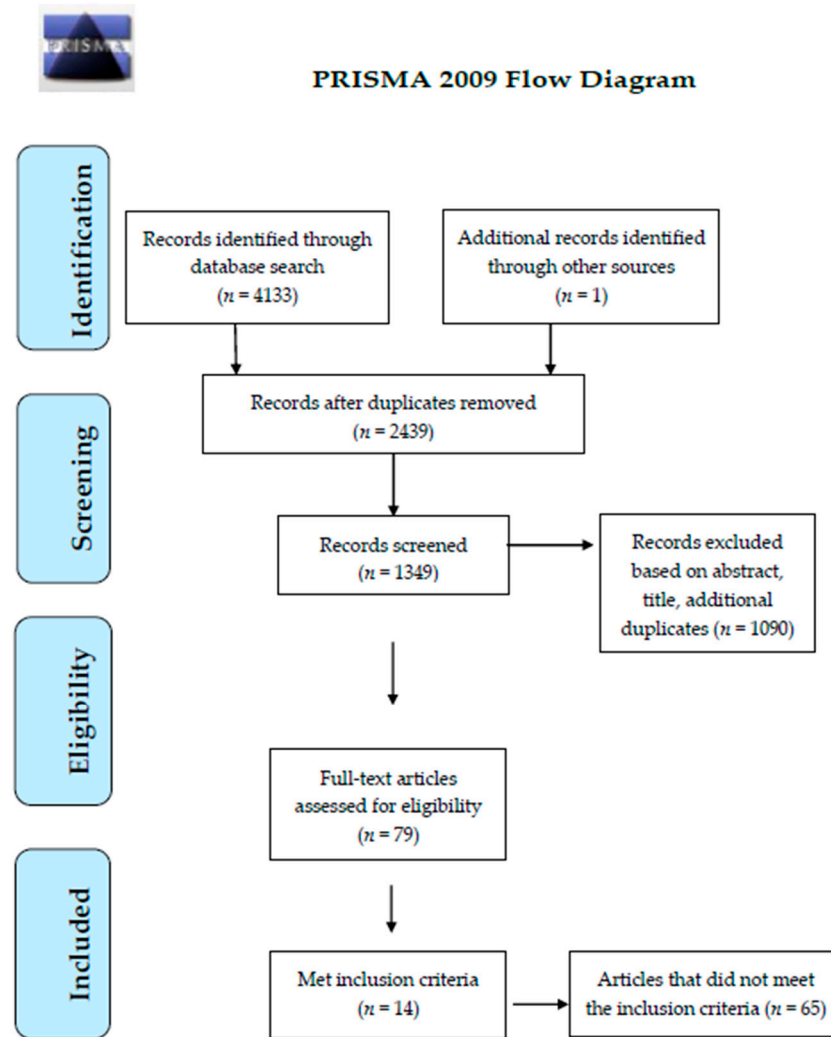 PRISMA
PRISMA 2009 Flow Diagram
Identification
Records identified through
database search
(n = 4133)
Additional records identified
through other sources
(n = 1)
Records after duplicates removed
(n = 2439)
Screening
Records screened
(n = 1349)
Records excluded
based on abstract,
title, additional
duplicates (n = 1090)
Eligibility
Full-text articles
assessed for eligibility
(n = 79)
Included
Met inclusion criteria
(n = 14)
Articles that did not meet
the inclusion criteria (n = 65)